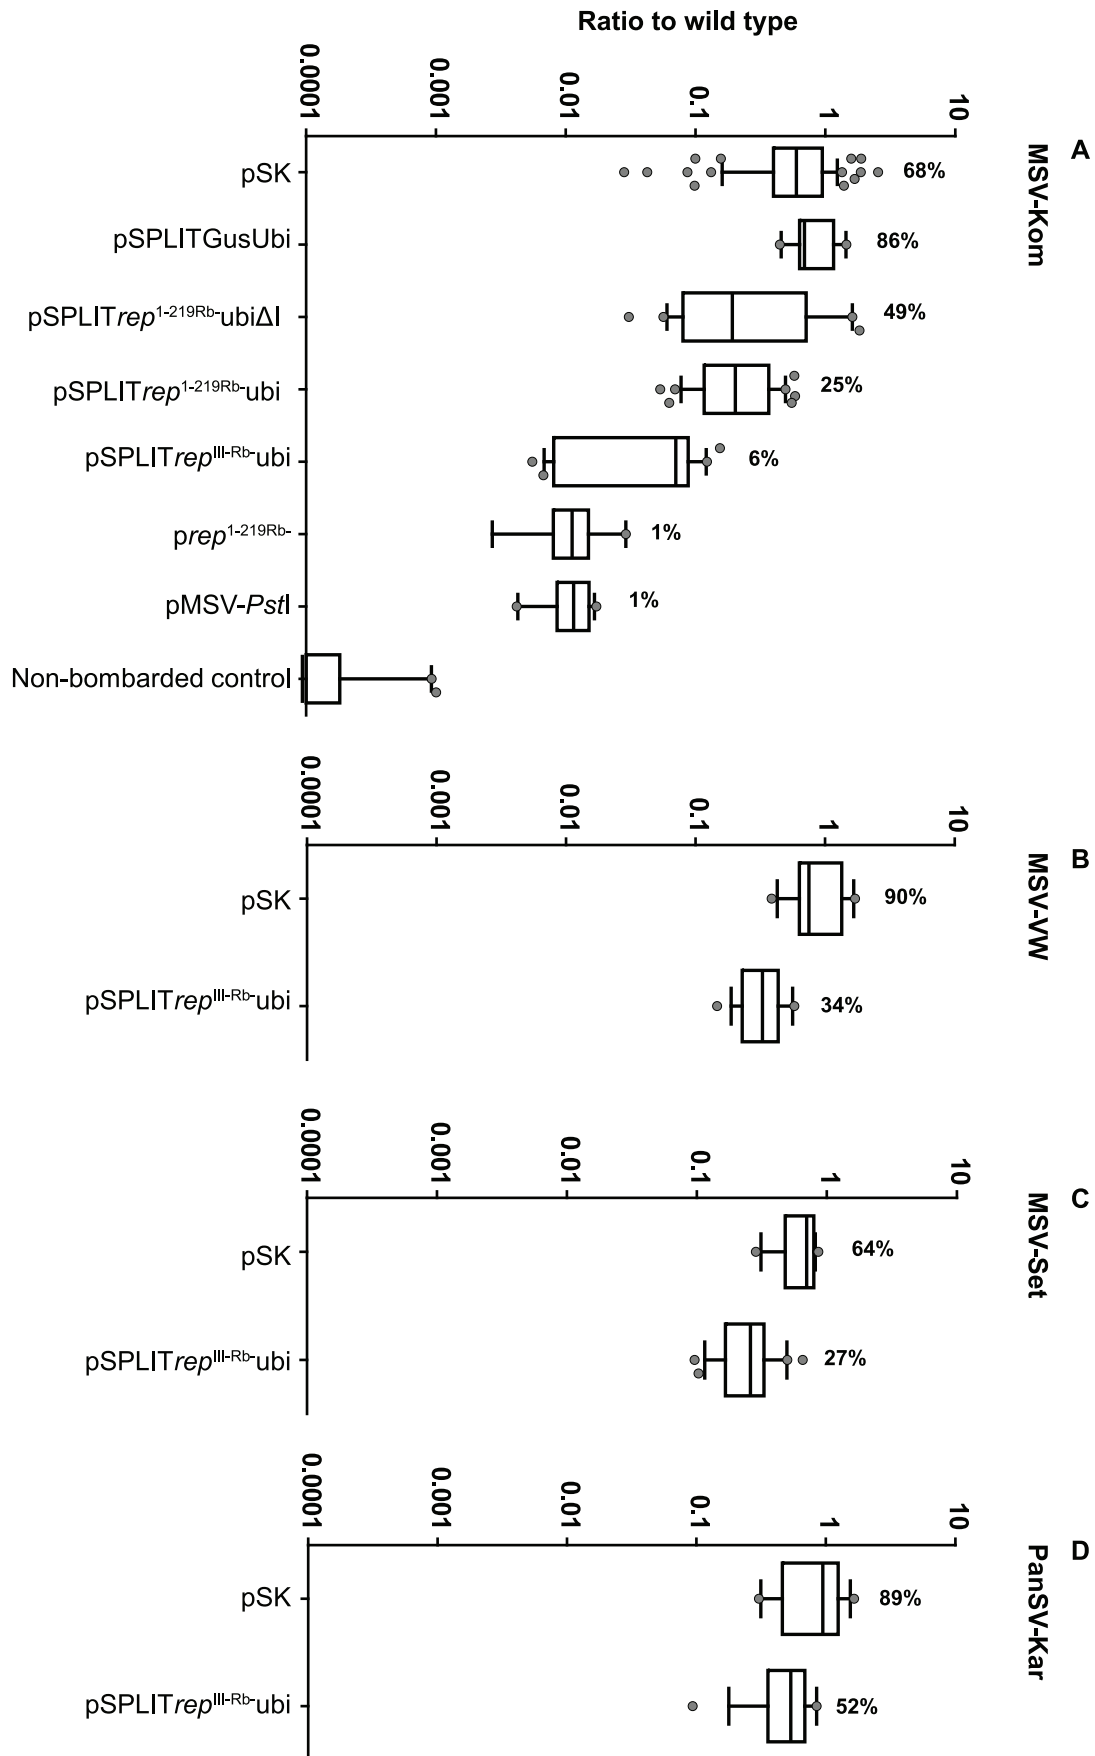 Ratio to wild type
0.0001
0.001
0.01
0.1
1
10
A
MSV-Kom
pSK
68%
pSPLITGusUbi
86%
pSPLITrep1-219Rb-ubiΔI
49%
pSPLITrep1-219Rb-ubi
25%
pSPLITrepIII-Rb-ubi
6%
prep1-219Rb-
1%
pMSV-PstI
1%
Non-bombarded control
0.0001
0.001
0.01
0.1
1
10
B
MSV-VW
pSK
90%
pSPLITrepIII-Rb-ubi
34%
0.0001
0.001
0.01
0.1
1
10
C
MSV-Set
pSK
64%
pSPLITrepIII-Rb-ubi
27%
0.0001
0.001
0.01
0.1
1
10
D
PanSV-Kar
pSK
89%
pSPLITrepIII-Rb-ubi
52%